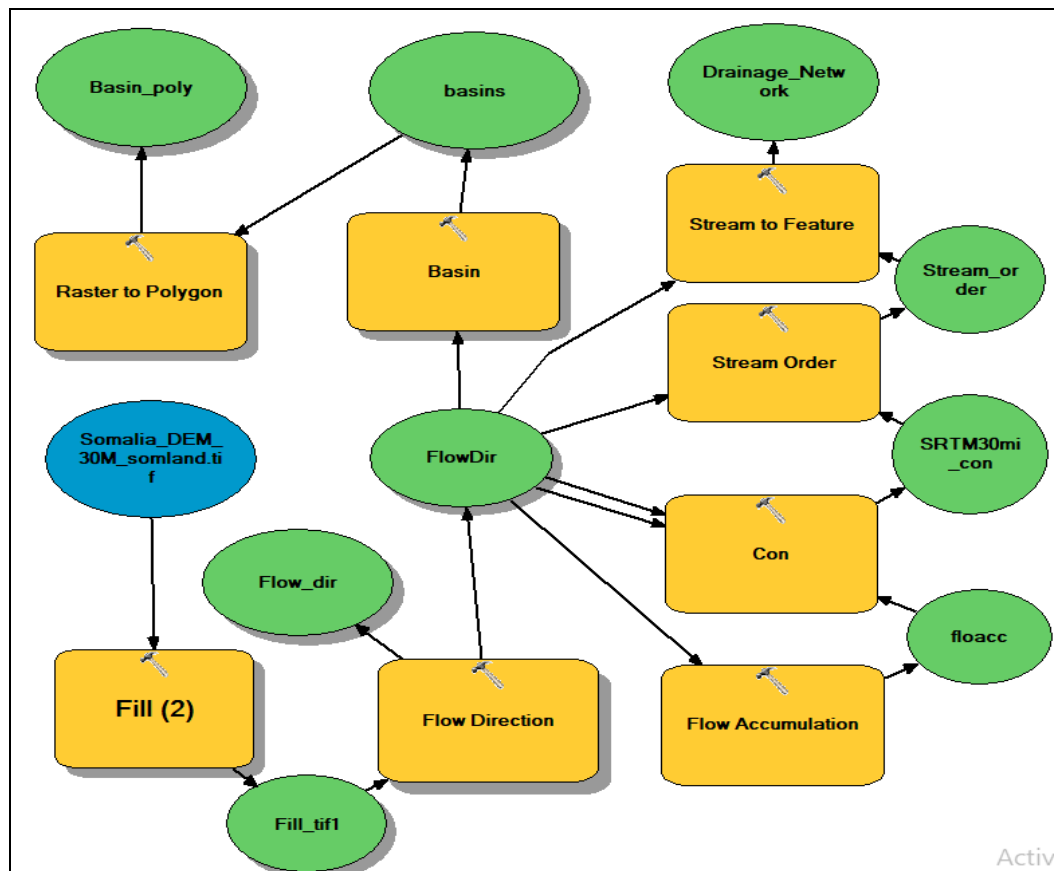 Basin_poly
basins
Drainage_Netw
ork
Raster to Polygon
Basin
Stream to Feature
Stream_or
der
Stream Order
Somalia_DEM_
30M_somland.ti
f
FlowDir
SRTM30mi
_con
Con
Flow_dir
floacc
Fill (2)
Flow Direction
Flow Accumulation
Fill_tif1
Activ